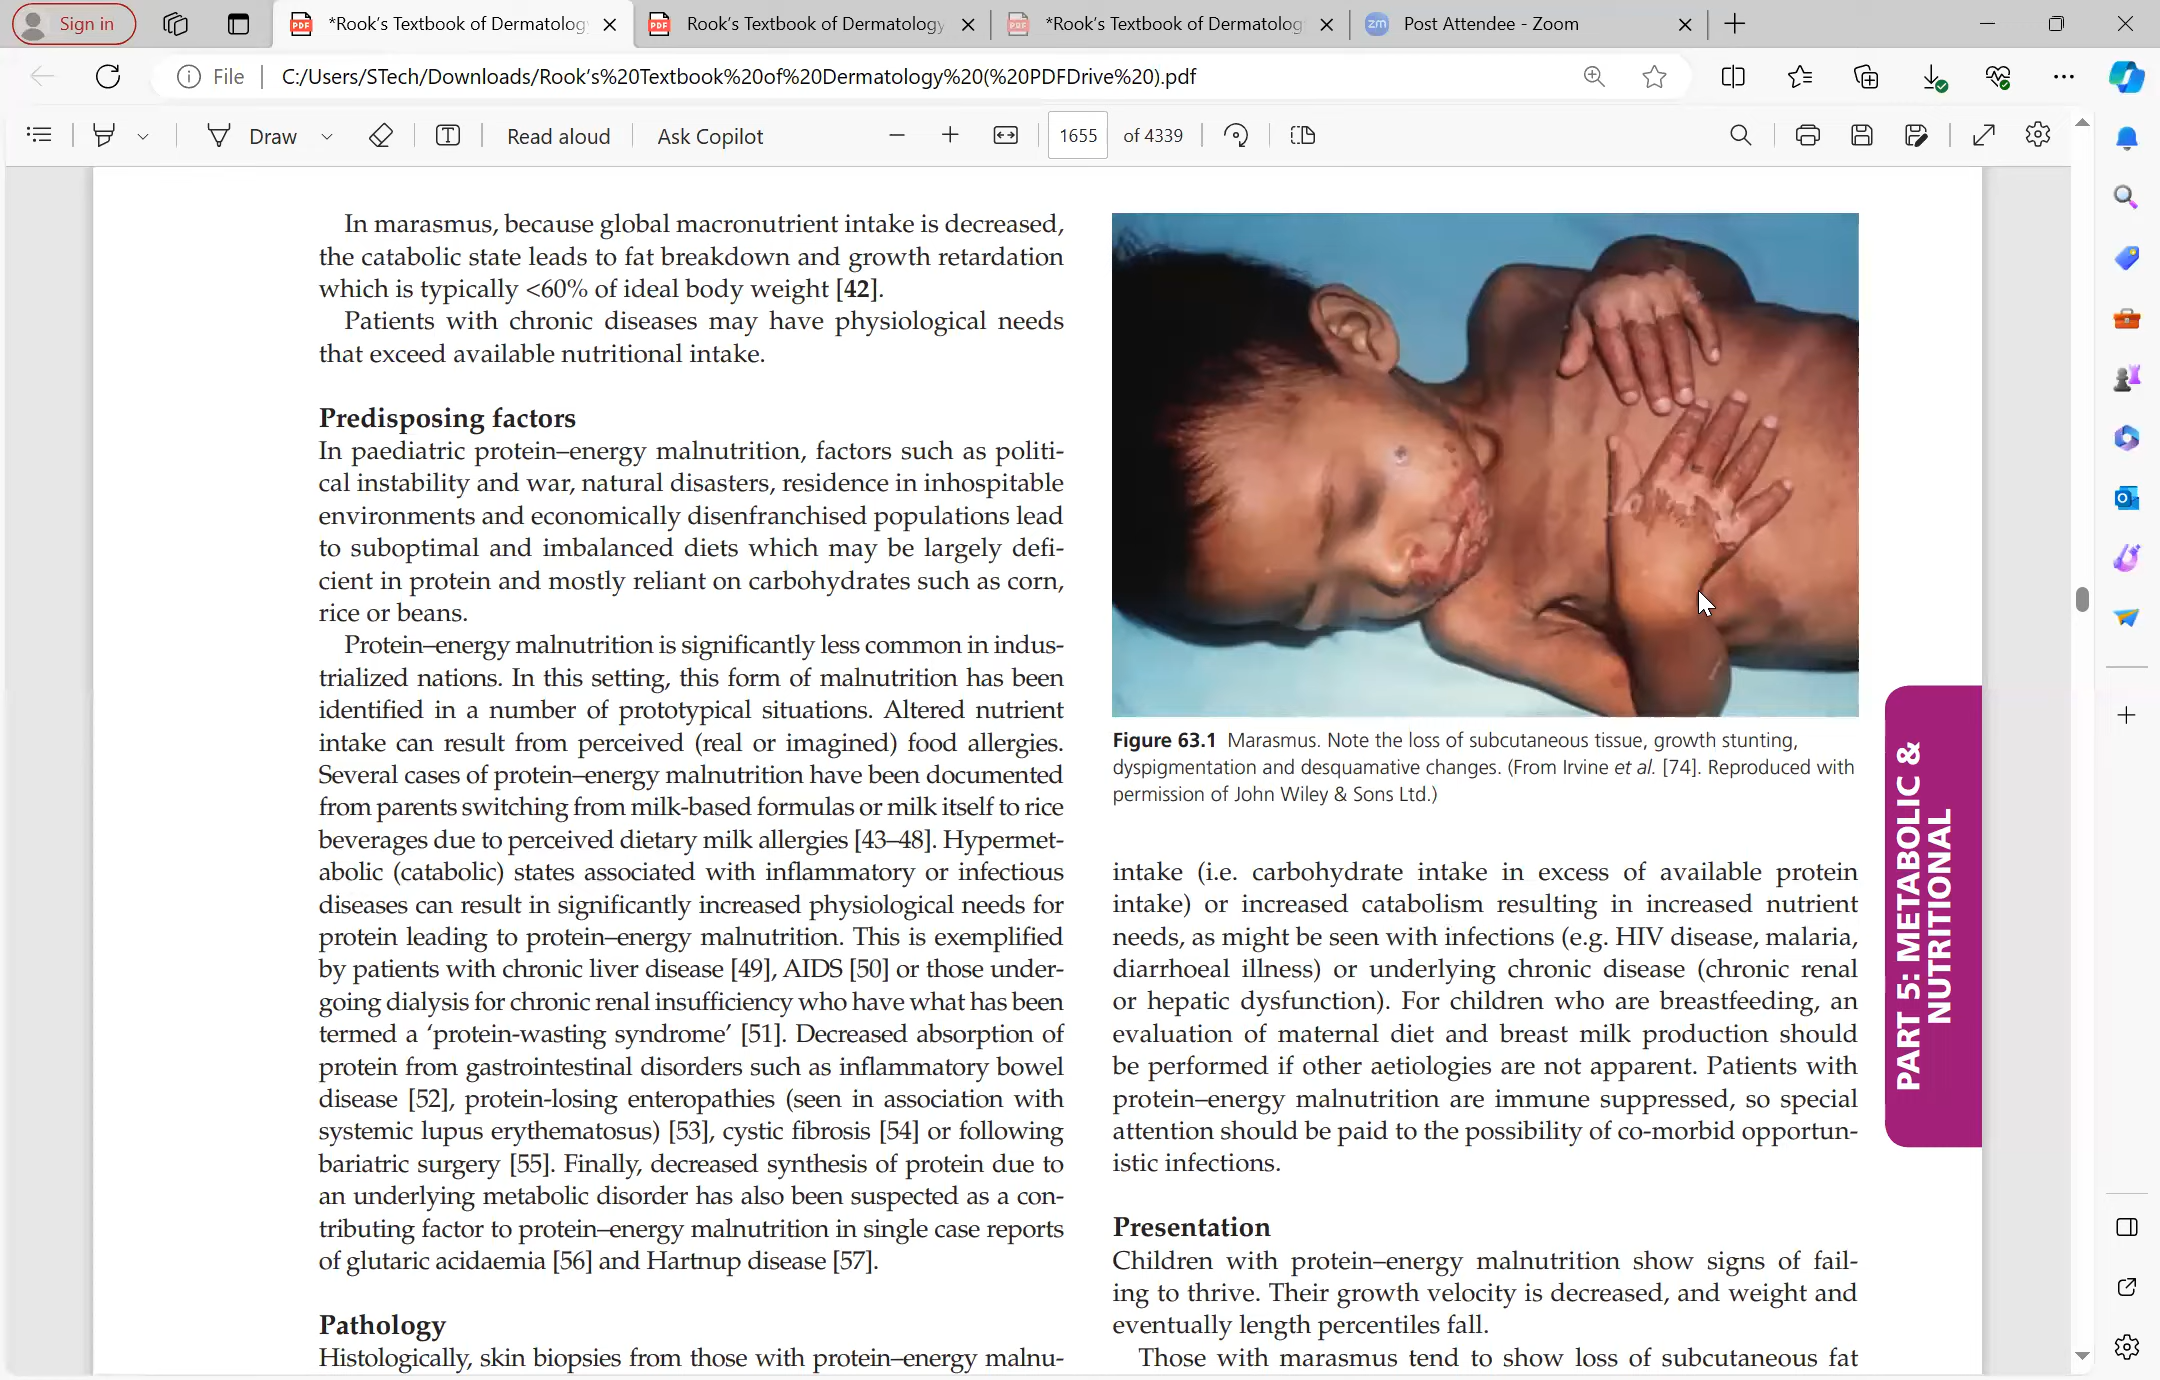 Sign in
*Rook's Textbook of Dermatolog
Rook's Textbook of Dermatology
*Rook's Textbook of Dermatolog
zm
Post Attendee - Zoom
File
C:/Users/STech/Downloads/Rook's%20Textbook%20of%20Dermatology%20(%20PDFDrive%20).pdf
Draw
Read aloud
Ask Copilot
1655
of 4339
In marasmus, because global macronutrient intake is decreased,
the catabolic state leads to fat breakdown and growth retardation
which is typically <60% of ideal body weight [42].
Patients with chronic diseases may have physiological needs
that exceed available nutritional intake.
Predisposing factors
In paediatric protein–energy malnutrition, factors such as politi-
cal instability and war, natural disasters, residence in inhospitable
environments and economically disenfranchised populations lead
to suboptimal and imbalanced diets which may be largely defi-
cient in protein and mostly reliant on carbohydrates such as corn,
rice or beans.
Protein–energy malnutrition is significantly less common in indus-
trialized nations. In this setting, this form of malnutrition has been
identified in a number of prototypical situations. Altered nutrient
intake can result from perceived (real or imagined) food allergies.
Several cases of protein–energy malnutrition have been documented
from parents switching from milk-based formulas or milk itself to rice
beverages due to perceived dietary milk allergies [43–48]. Hypermet-
abolic (catabolic) states associated with inflammatory or infectious
diseases can result in significantly increased physiological needs for
protein leading to protein–energy malnutrition. This is exemplified
by patients with chronic liver disease [49], AIDS [50] or those under-
going dialysis for chronic renal insufficiency who have what has been
termed a 'protein-wasting syndrome' [51]. Decreased absorption of
protein from gastrointestinal disorders such as inflammatory bowel
disease [52], protein-losing enteropathies (seen in association with
systemic lupus erythematosus) [53], cystic fibrosis [54] or following
bariatric surgery [55]. Finally, decreased synthesis of protein due to
an underlying metabolic disorder has also been suspected as a con-
tributing factor to protein–energy malnutrition in single case reports
of glutaric acidaemia [56] and Hartnup disease [57].
Pathology
Histologically, skin biopsies from those with protein–energy malnu-
Figure 63.1 Marasmus. Note the loss of subcutaneous tissue, growth stunting,
dyspigmentation and desquamative changes. (From Irvine et al. [74]. Reproduced with
permission of John Wiley & Sons Ltd.)
intake (i.e. carbohydrate intake in excess of available protein
intake) or increased catabolism resulting in increased nutrient
needs, as might be seen with infections (e.g. HIV disease, malaria,
diarrhoeal illness) or underlying chronic disease (chronic renal
or hepatic dysfunction). For children who are breastfeeding, an
evaluation of maternal diet and breast milk production should
be performed if other aetiologies are not apparent. Patients with
protein–energy malnutrition are immune suppressed, so special
attention should be paid to the possibility of co-morbid opportun-
istic infections.
Presentation
Children with protein–energy malnutrition show signs of fail-
ing to thrive. Their growth velocity is decreased, and weight and
eventually length percentiles fall.
Those with marasmus tend to show loss of subcutaneous fat
PART 5: METABOLIC &
NUTRITIONAL